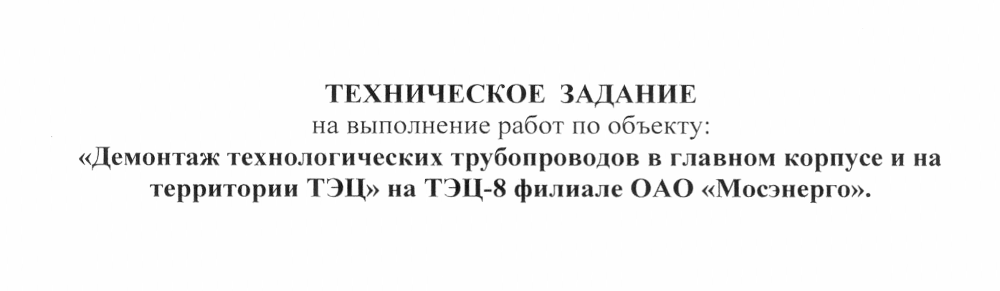 ТЕХНИЧЕСКОЕ ЗАДАНИЕ
на выполнение работ по объекту:
«Демонтаж технологических трубопроводов в главном корпусе и на
территории ТЭЦ» на ТЭЦ-8 филиале ОАО «Мосэнерго».